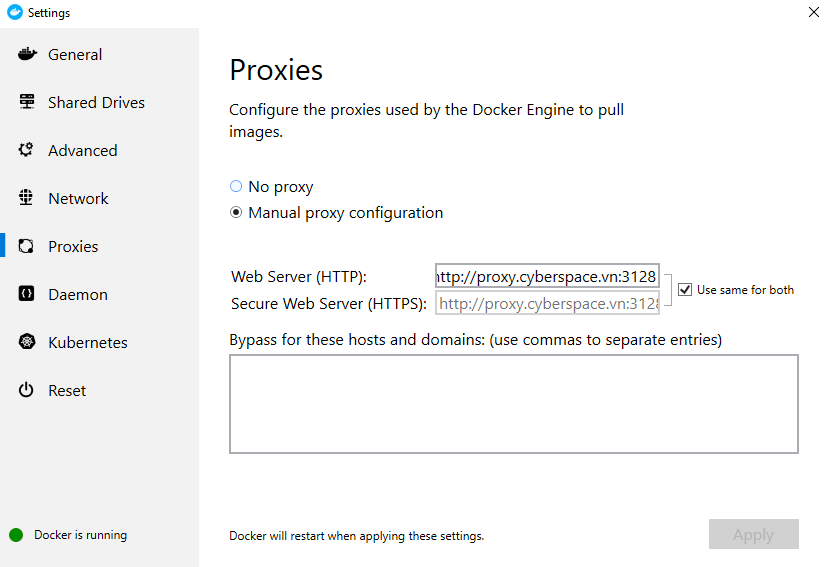 Settings
General
Shared Drives
Advanced
Network
Proxies
Daemon
Kubernetes
Reset
Docker is running
Proxies
Configure the proxies used by the Docker Engine to pull
images.
No proxy
Manual proxy configuration
Web Server (HTTP): http://proxy.cyberspace.vn:3128
Secure Web Server (HTTPS): http://proxy.cyberspace.vn:3128
Use same for both
Bypass for these hosts and domains: (use commas to separate entries)
Docker will restart when applying these settings.
Apply